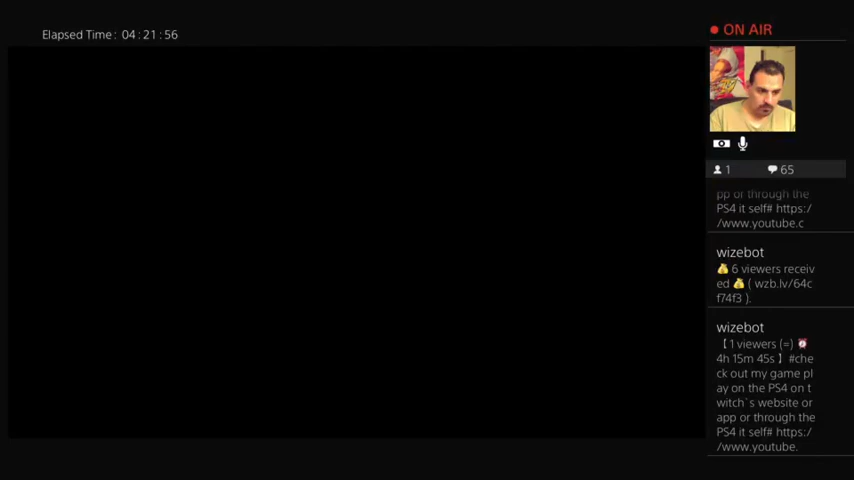 Elapsed Time: 04:21:56
ON AIR
1 65
pp or through the
PS4 it self# https:/
/www.youtube.c
wizebot
💰 6 viewers receiv
ed 💰 ( wzb.lv/64c
f74f3 ).
wizebot
【 1 viewers (=) ⏰
4h 15m 45s 】 #che
ck out my game pl
ay on the PS4 on t
witch`s website or
app or through the
PS4 it self# https:/
/www.youtube.